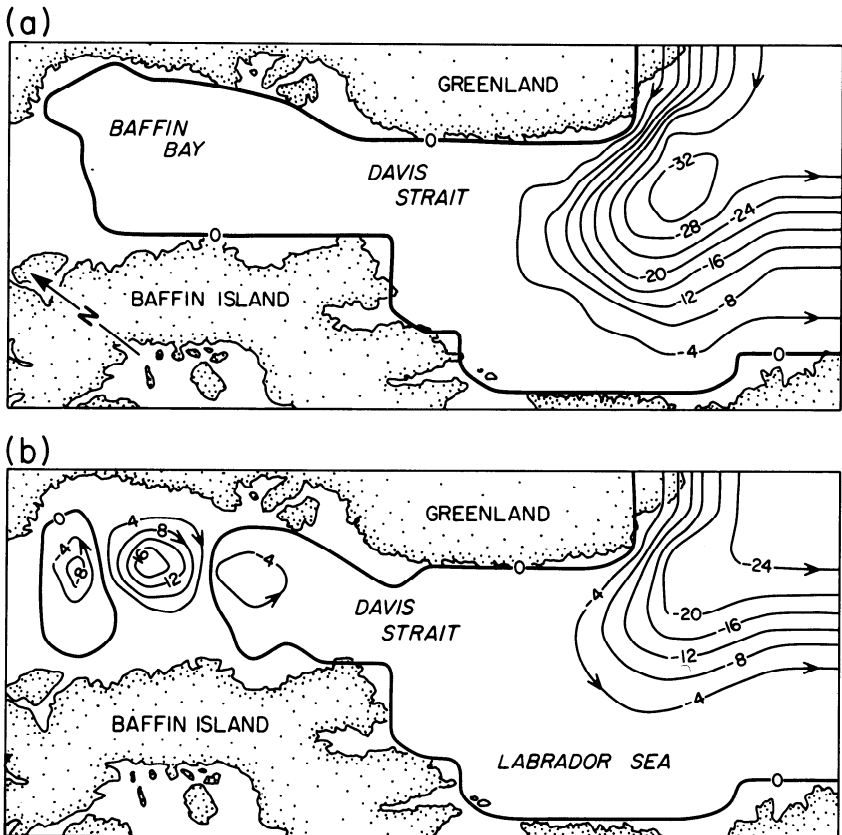 (a)
GREENLAND
BAFFIN
BAY
0
DAVIS
STRAIT
-32
-24
-28
0
-16
-20
-12
-8
BAFFIN ISLAND
N
-4
0
(b)
0
4
8
GREENLAND
-4
16
-8
12
-4
0
-24
DAVIS
STRAIT
-4
-20
-16
-12
-8
-4
BAFFIN ISLAND
LABRADOR SEA
0